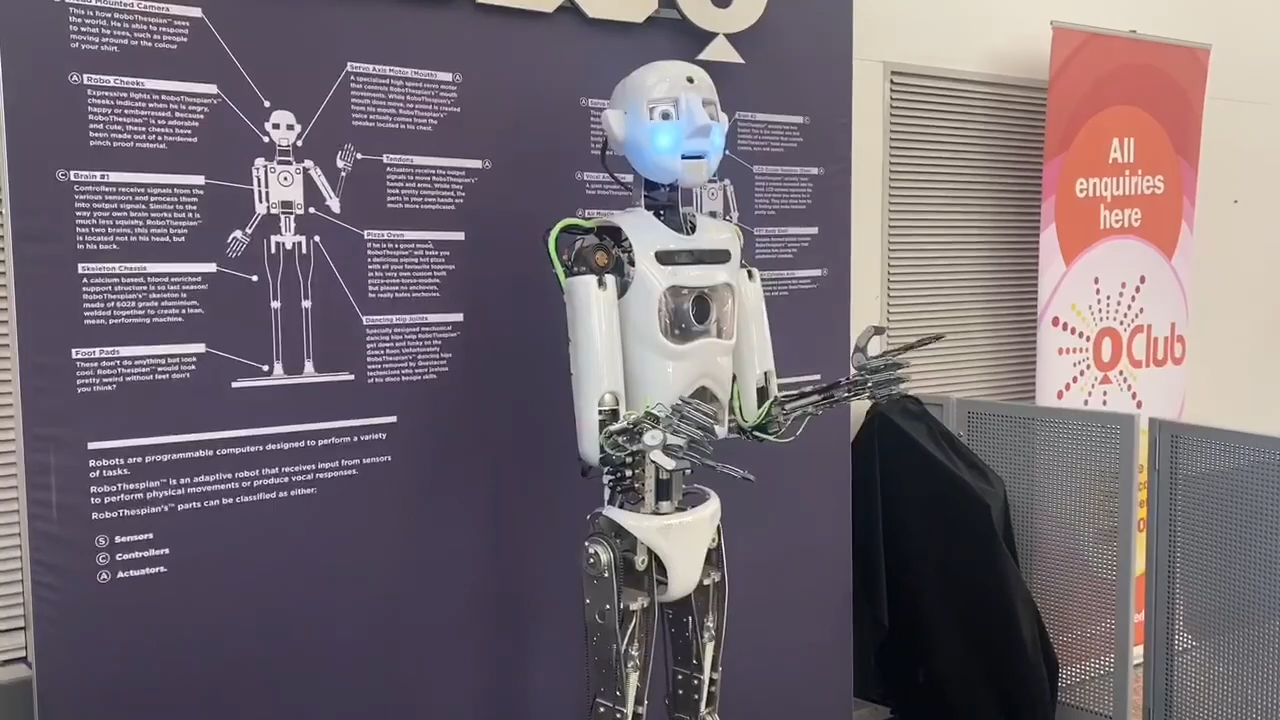 Head Mounted Camera
This is how RoboThespian™ sees
the world. He is able to respond
to what he sees, such as people
moving around or the colour
of your shirt.
A Robo Cheeks
Expressive lights in RoboThespian's™
cheeks indicate when he is angry,
happy or embarrassed. Because
RoboThespian™ is so adorable
and cute, these cheeks have
been made out of a hardened
pinch proof material.
C Brain #1
Controllers receive signals from the
various sensors and process them
into output signals. Similar to the
way your own brain works but it is
much less squishy. RoboThespian™
has two brains, this main brain
is located not in his head, but
in his back.
Skeleton Chassis
A calcium based, blood enriched
support structure is so last season!
RoboThespian's™ skeleton is
made of 6028 grade aluminium,
welded together to create a lean,
mean, performing machine.
Foot Pads
These don't do anything but look
cool. RoboThespian™ would look
pretty weird without feet don't
you think?
Servo Axis Motor (Mouth) A
A specialised high speed servo motor
that controls RoboThespian's™ mouth
movements. While RoboThespian's™
mouth does move, no sound is created
from his mouth. RoboThespian's™
voice actually comes from the
speaker located in his chest.
Tendons A
Actuators receive the output
signals to move RoboThespian's™
hands and arms. While they
look pretty complicated, the
parts in your own hands are
much more complicated.
Pizza Oven
If he is in a good mood,
RoboThespian™ will bake you
a delicious piping hot pizza
with all your favourite toppings
in his very own custom built
pizza-oven-torso-module.
But please no anchovies,
he really hates anchovies.
Dancing Hip Joints
Specially designed mechanical
dancing hips help RoboThespian™
get down and funky on the
dance floor. Unfortunately
RoboThespian's™ dancing hips
were removed by Questacon
technicians who were jealous
of his disco boogie skills.
Robots are programmable computers designed to perform a variety
of tasks.
RoboThespian™ is an adaptive robot that receives input from sensors
to perform physical movements or produce vocal responses.
RoboThespian's™ parts can be classified as either:
S Sensors
C Controllers
A Actuators.
Brain #2 C
All
enquiries
here
QClub